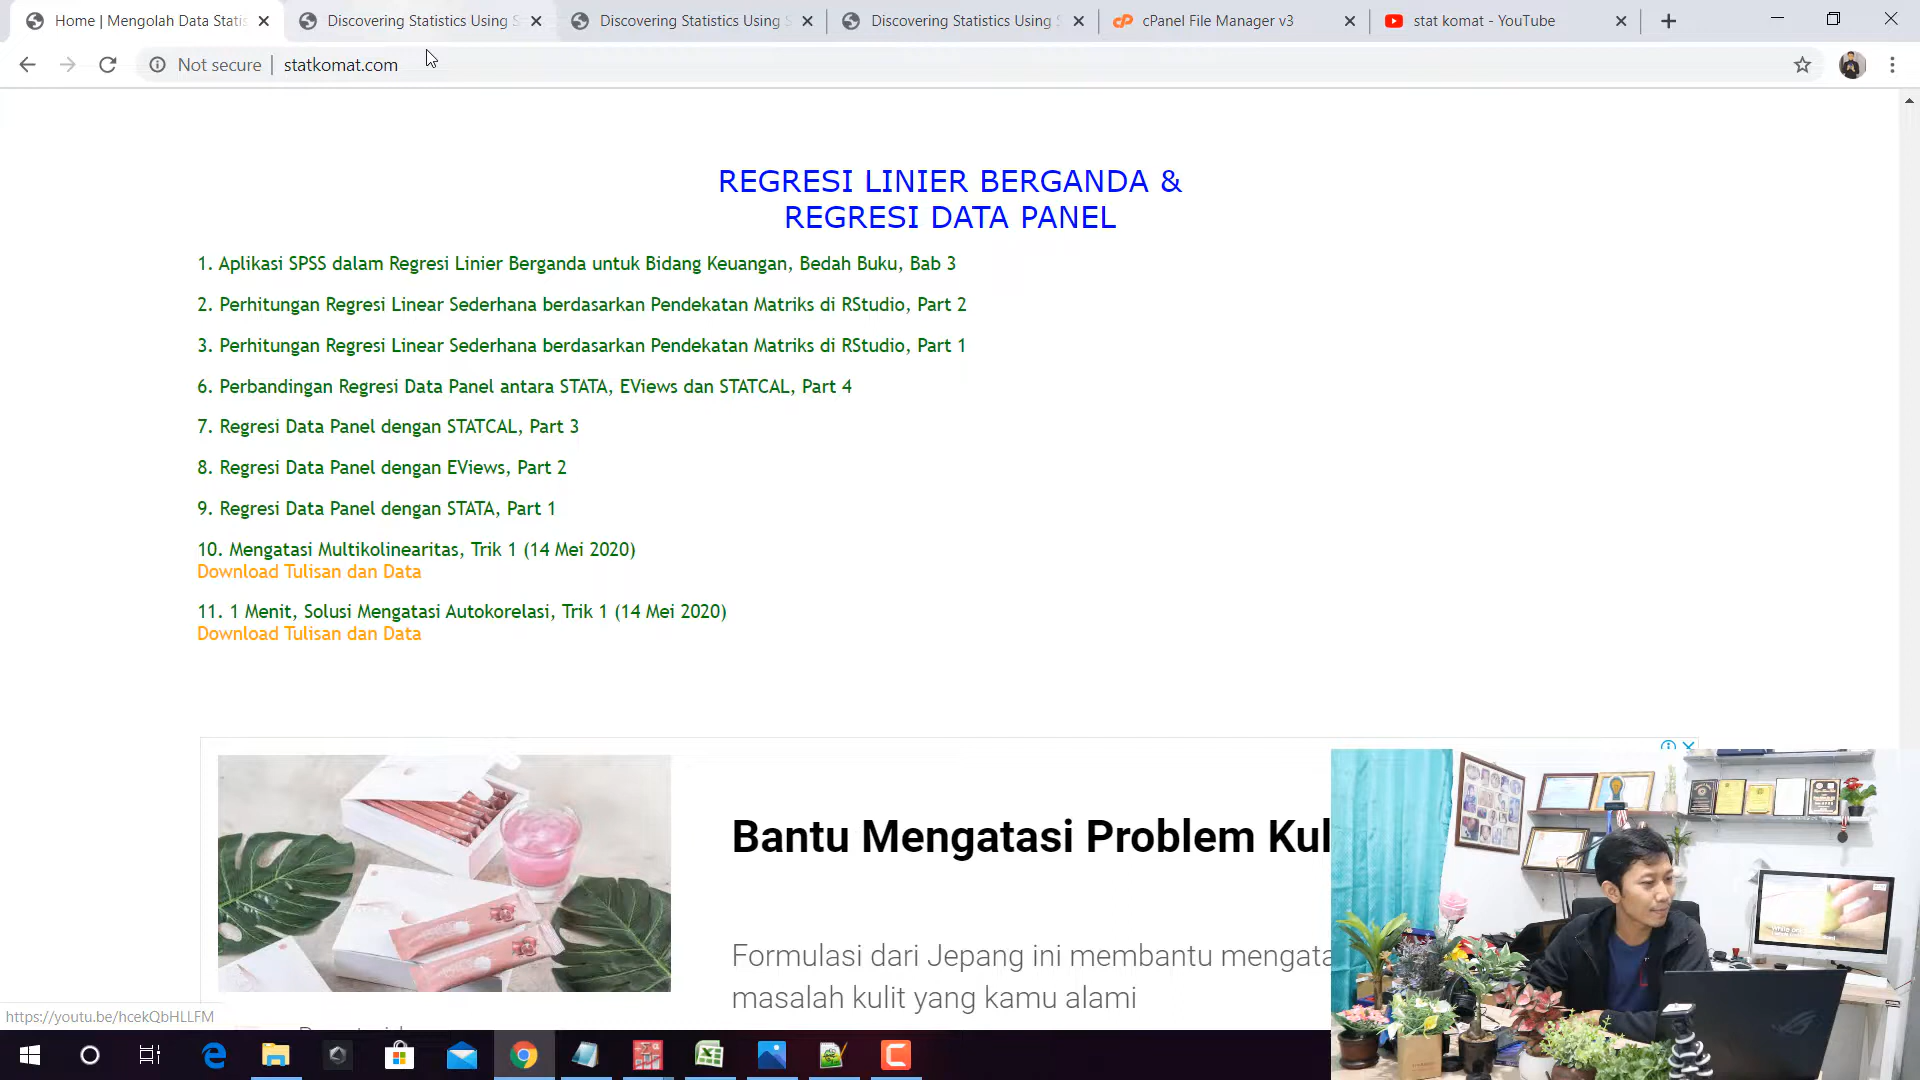 Home | Mengolah Data Statis
Discovering Statistics Using S
Discovering Statistics Using S
Discovering Statistics Using S
cPanel File Manager v3
stat komat - YouTube
Not secure
statkomat.com
REGRESI LINIER BERGANDA &
REGRESI DATA PANEL
1. Aplikasi SPSS dalam Regresi Linier Berganda untuk Bidang Keuangan, Bedah Buku, Bab 3
2. Perhitungan Regresi Linear Sederhana berdasarkan Pendekatan Matriks di RStudio, Part 2
3. Perhitungan Regresi Linear Sederhana berdasarkan Pendekatan Matriks di RStudio, Part 1
6. Perbandingan Regresi Data Panel antara STATA, EViews dan STATCAL, Part 4
7. Regresi Data Panel dengan STATCAL, Part 3
8. Regresi Data Panel dengan EViews, Part 2
9. Regresi Data Panel dengan STATA, Part 1
10. Mengatasi Multikolinearitas, Trik 1 (14 Mei 2020)
Download Tulisan dan Data
11. 1 Menit, Solusi Mengatasi Autokorelasi, Trik 1 (14 Mei 2020)
Download Tulisan dan Data
Bantu Mengatasi Problem Kul
Formulasi dari Jepang ini membantu mengata
masalah kulit yang kamu alami
https://youtu.be/hcekQbHLLFM